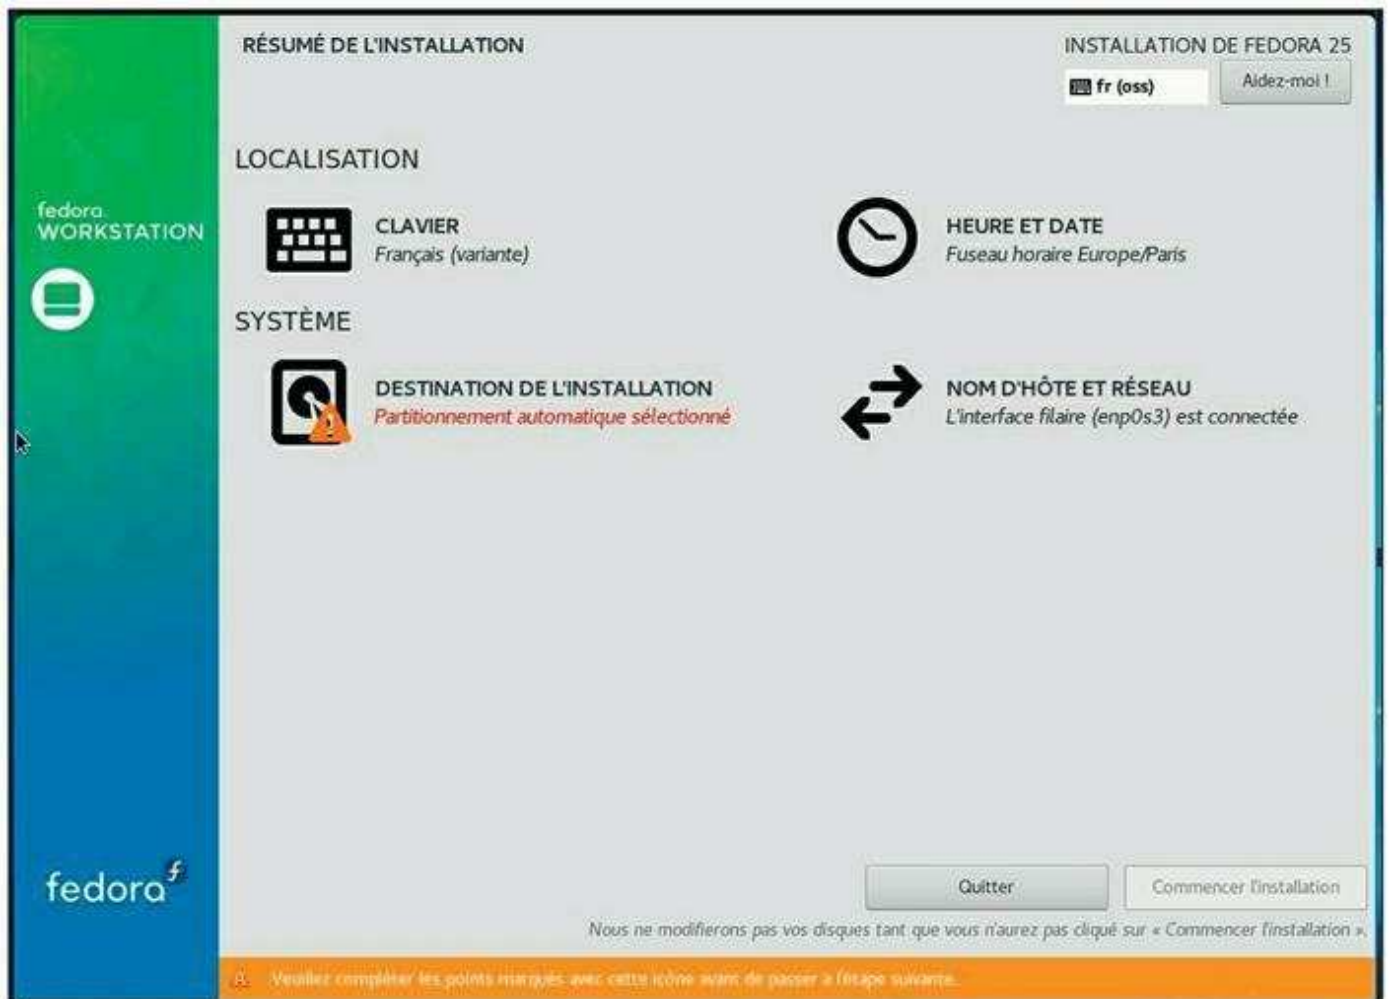 RÉSUMÉ DE L'INSTALLATION
INSTALLATION DE FEDORA 25
fr (oss)
Aidez-moi !
LOCALISATION
fedora
WORKSTATION
CLAVIER
Français (variante)
HEURE ET DATE
Fuseau horaire Europe/Paris
SYSTÈME
DESTINATION DE L'INSTALLATION
Partitionnement automatique sélectionné
NOM D'HÔTE ET RÉSEAU
L'interface filaire (enp0s3) est connectée
fedora
Quitter
Commencer l'installation
Nous ne modifierons pas vos disques tant que vous n'aurez pas cliqué sur « Commencer l'installation ».
Veuillez compléter les points marqués avec cette icône avant de passer à l'étape suivante.